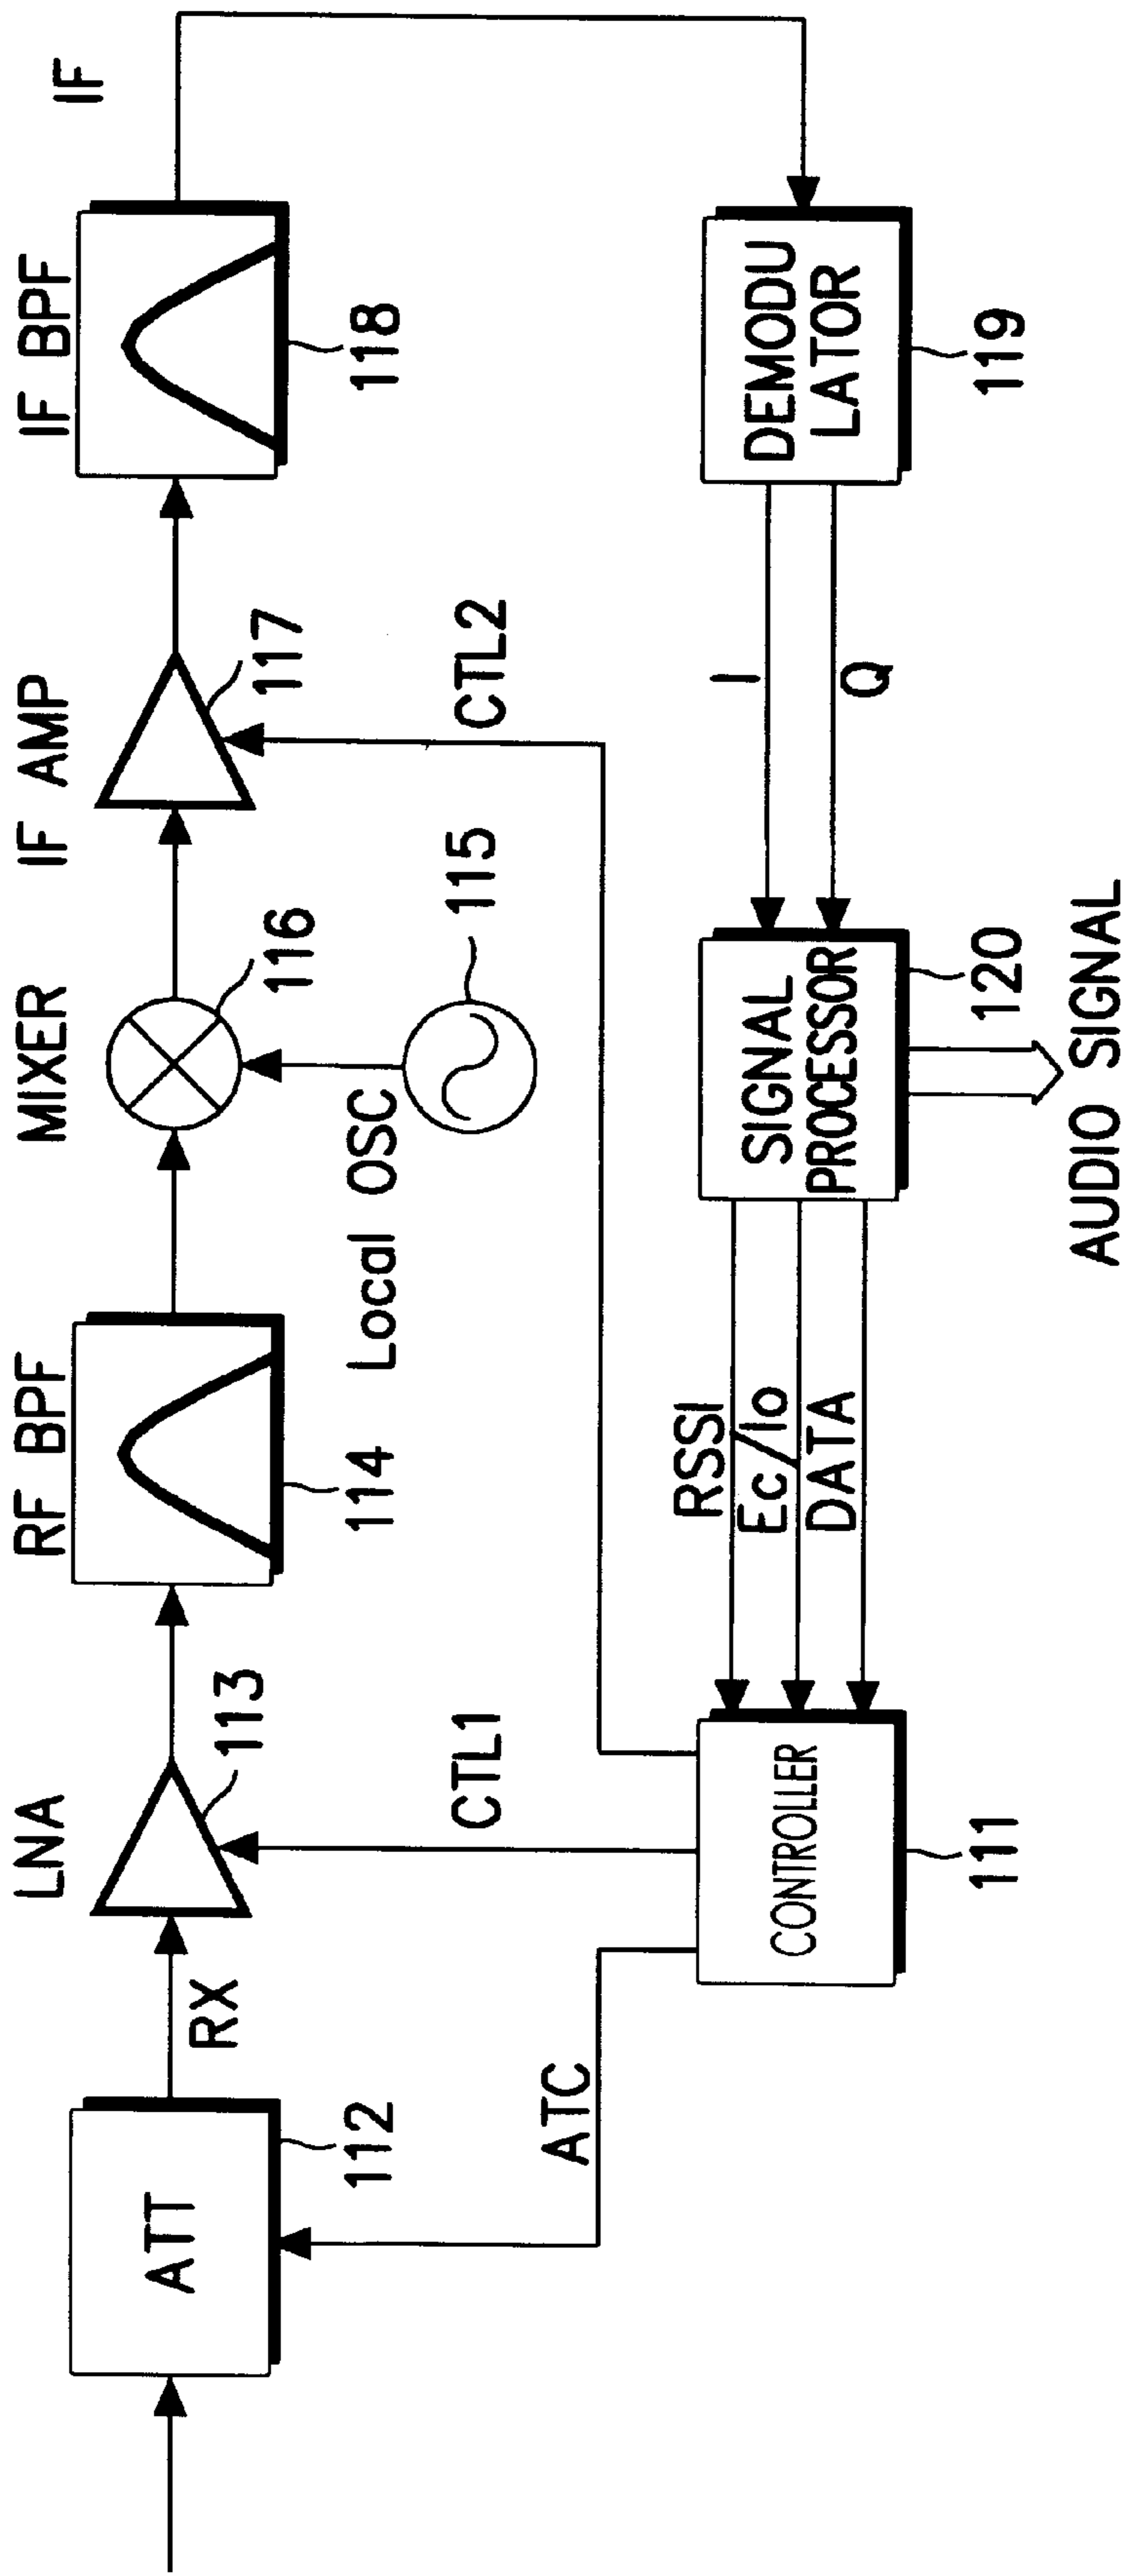 LNA
RF BPF
MIXER
IF AMP
IF BPF
IF
ATT
RX
113
112
114
116
117
118
Local OSC
115
ATC
CTL1
CTL2
CONTROLLER
RSSI
Ec/Io
DATA
SIGNAL
PROCESSOR
I
Q
DEMODU
LATOR
111
120
119
AUDIO SIGNAL